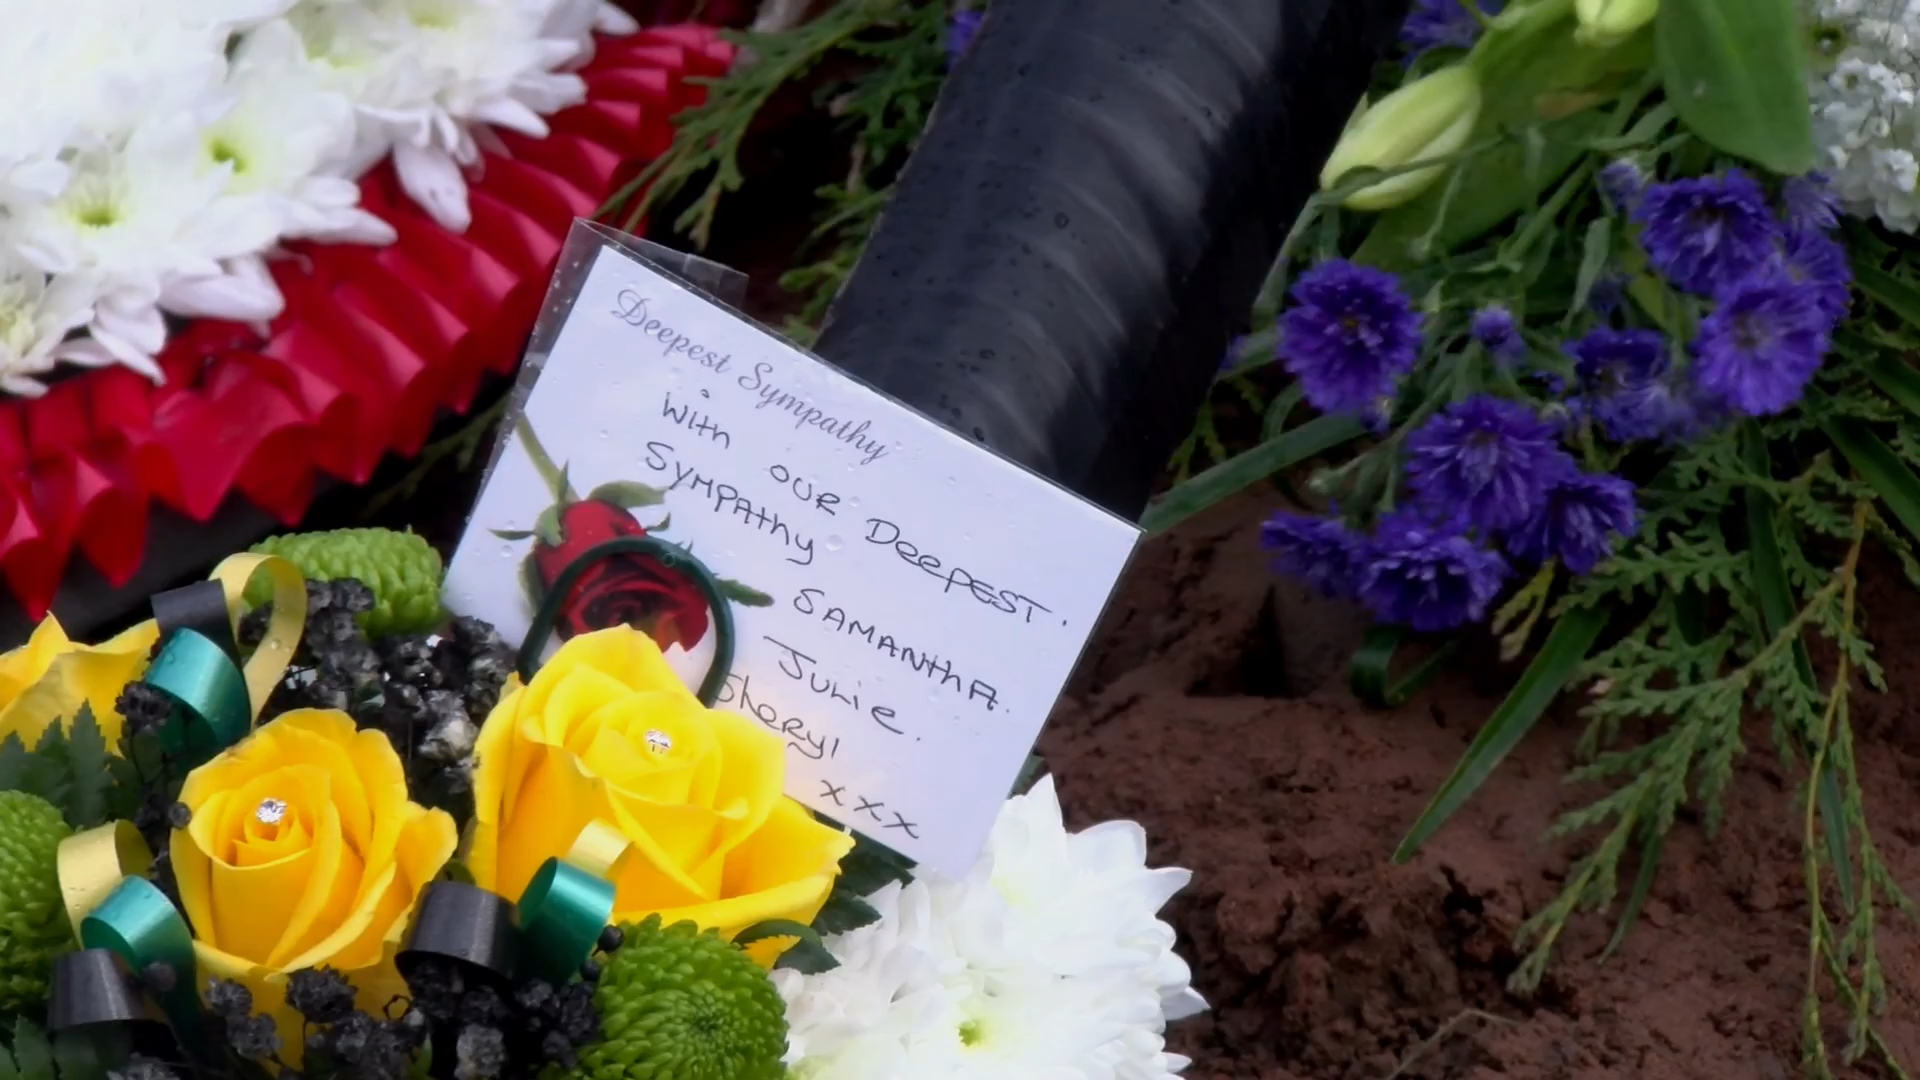 Deepest Sympathy
With OUR DeePEST.
SYMPAthy
SAMANthA.
Julie.
Sheryl
xxx